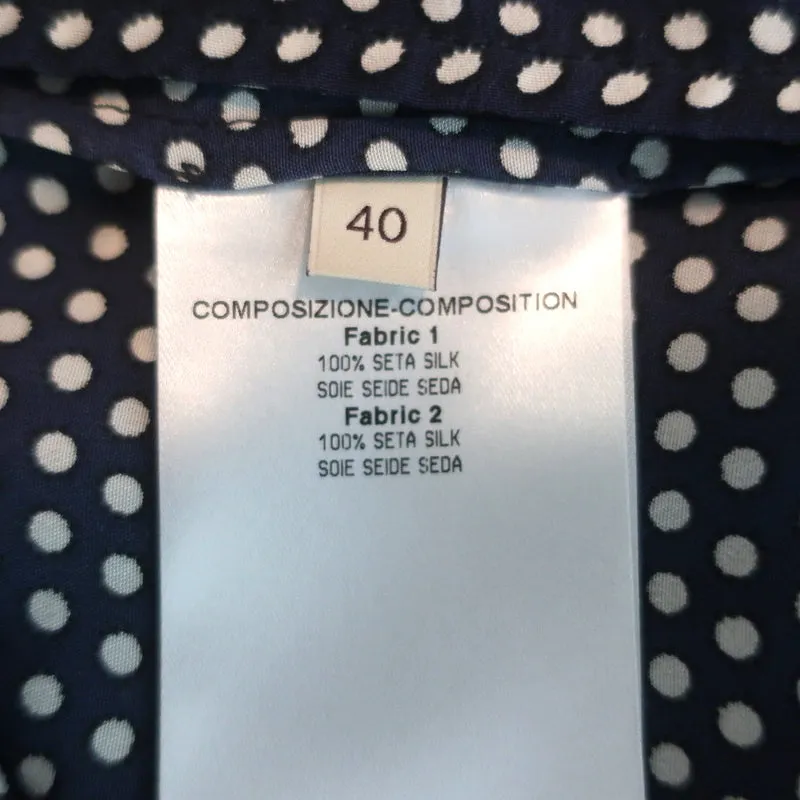 40
COMPOSIZIONE-COMPOSITION
Fabric 1
100% SETA SILK
SOIE SEIDE SEDA
Fabric 2
100% SETA SILK
SOIE SEIDE SEDA